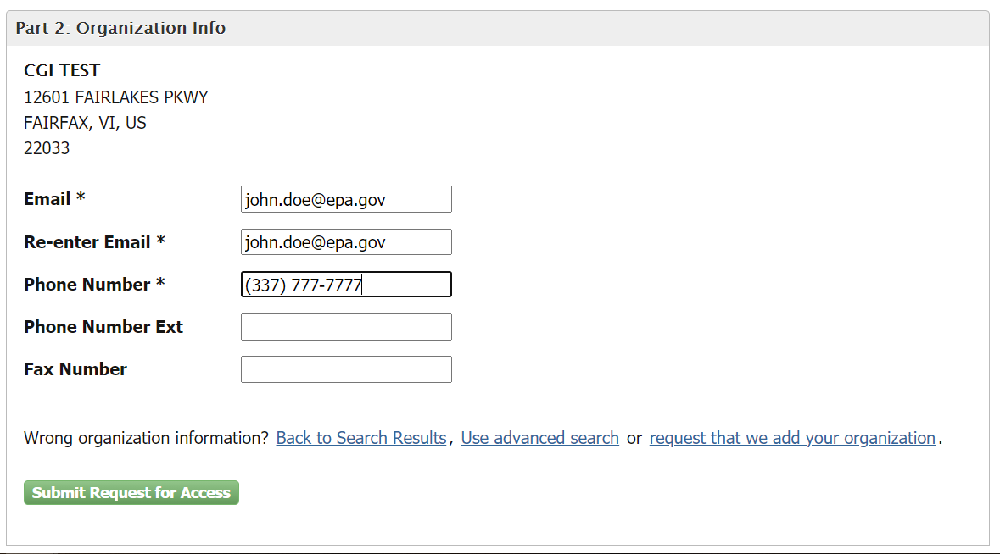 Part 2: Organization Info
CGI TEST
12601 FAIRLAKES PKWY
FAIRFAX, VI, US
22033
Email * john.doe@epa.gov
Re-enter Email * john.doe@epa.gov
Phone Number * (337) 777-7777
Phone Number Ext
Fax Number
Wrong organization information? Back to Search Results, Use advanced search or request that we add your organization.
Submit Request for Access